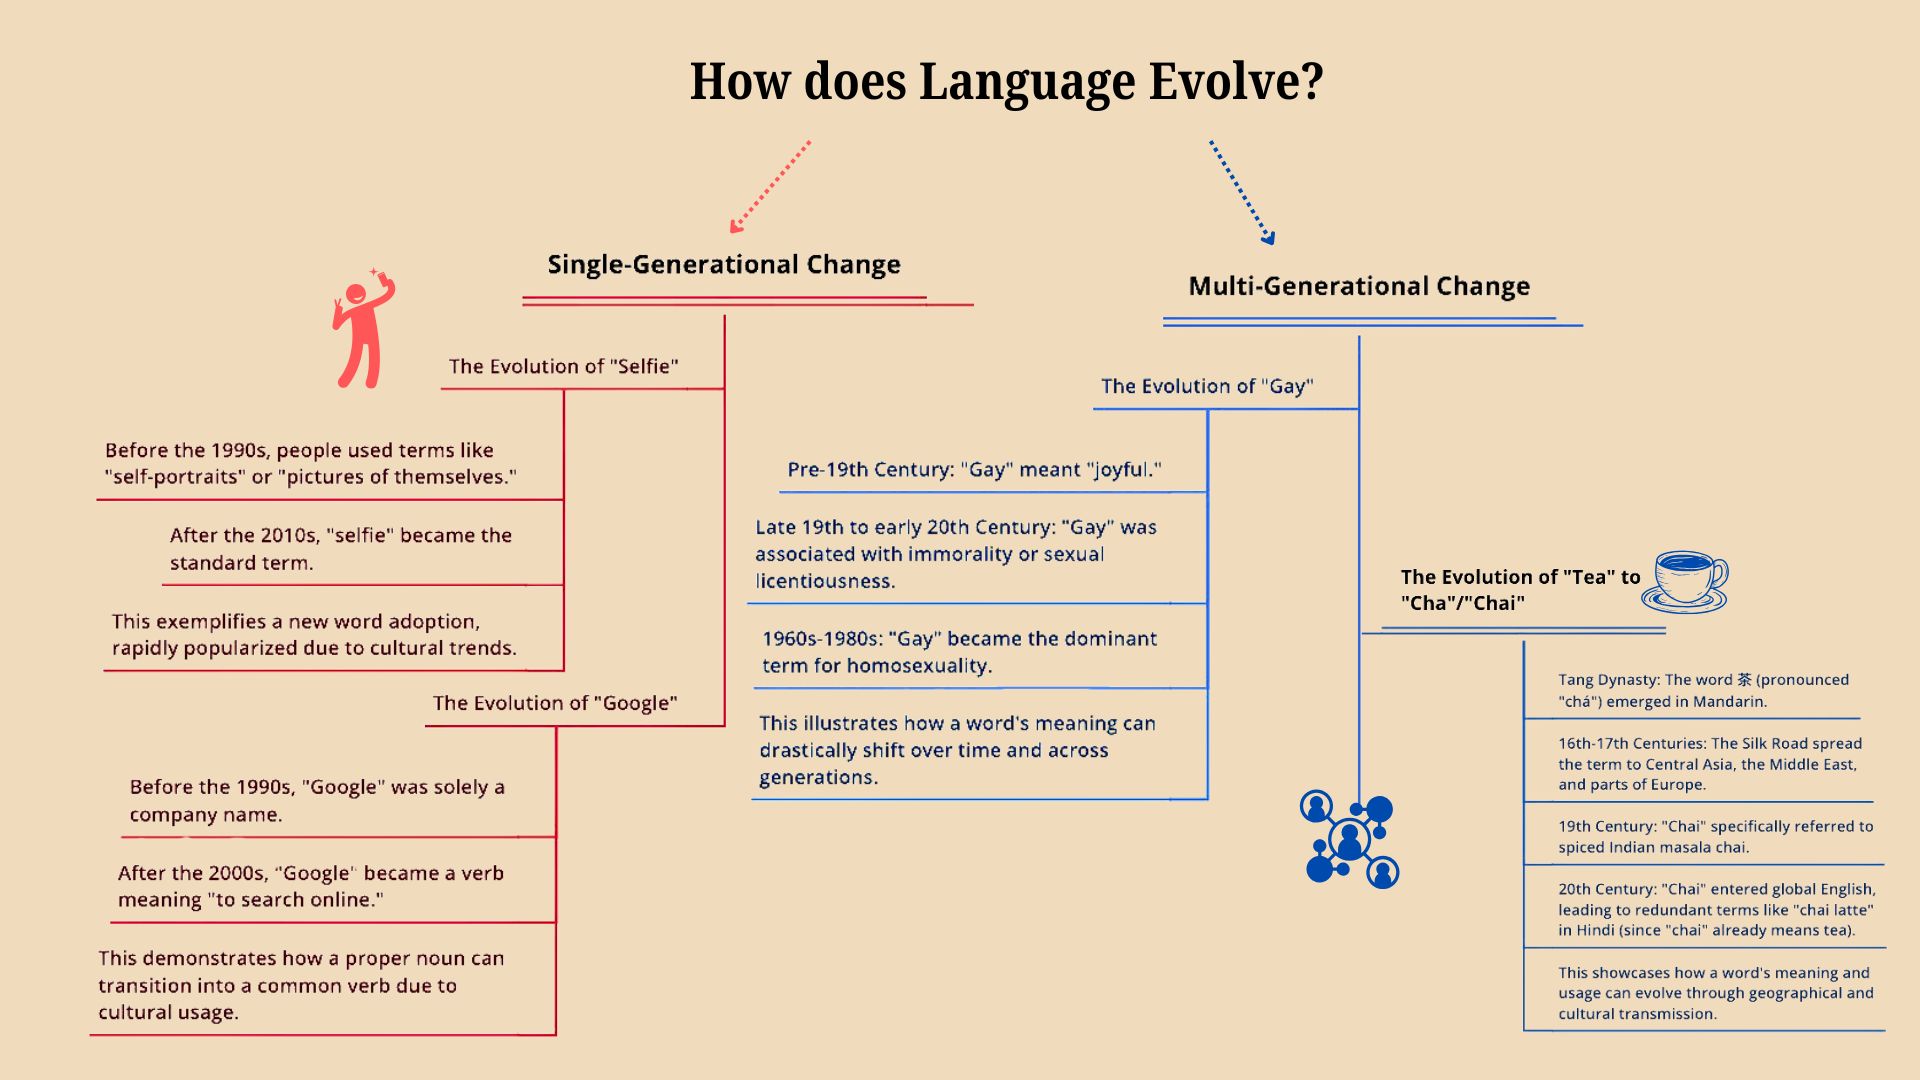 How does Language Evolve?
Single-Generational Change
The Evolution of "Selfie"
Before the 1990s, people used terms like
"self-portraits" or "pictures of themselves."
After the 2010s, "selfie" became the
standard term.
This exemplifies a new word adoption,
rapidly popularized due to cultural trends.
The Evolution of "Google"
Before the 1990s, "Google" was solely a
company name.
After the 2000s, "Google" became a verb
meaning "to search online."
This demonstrates how a proper noun can
transition into a common verb due to
cultural usage.
Multi-Generational Change
The Evolution of "Gay"
Pre-19th Century: "Gay" meant "joyful."
Late 19th to early 20th Century: "Gay" was
associated with immorality or sexual
licentiousness.
1960s-1980s: "Gay" became the dominant
term for homosexuality.
This illustrates how a word's meaning can
drastically shift over time and across
generations.
The Evolution of "Tea" to
"Cha"/"Chai"
Tang Dynasty: The word 茶 (pronounced
"chá") emerged in Mandarin.
16th-17th Centuries: The Silk Road spread
the term to Central Asia, the Middle East,
and parts of Europe.
19th Century: "Chai" specifically referred to
spiced Indian masala chai.
20th Century: "Chai" entered global English,
leading to redundant terms like "chai latte"
in Hindi (since "chai" already means tea).
This showcases how a word's meaning and
usage can evolve through geographical and
cultural transmission.